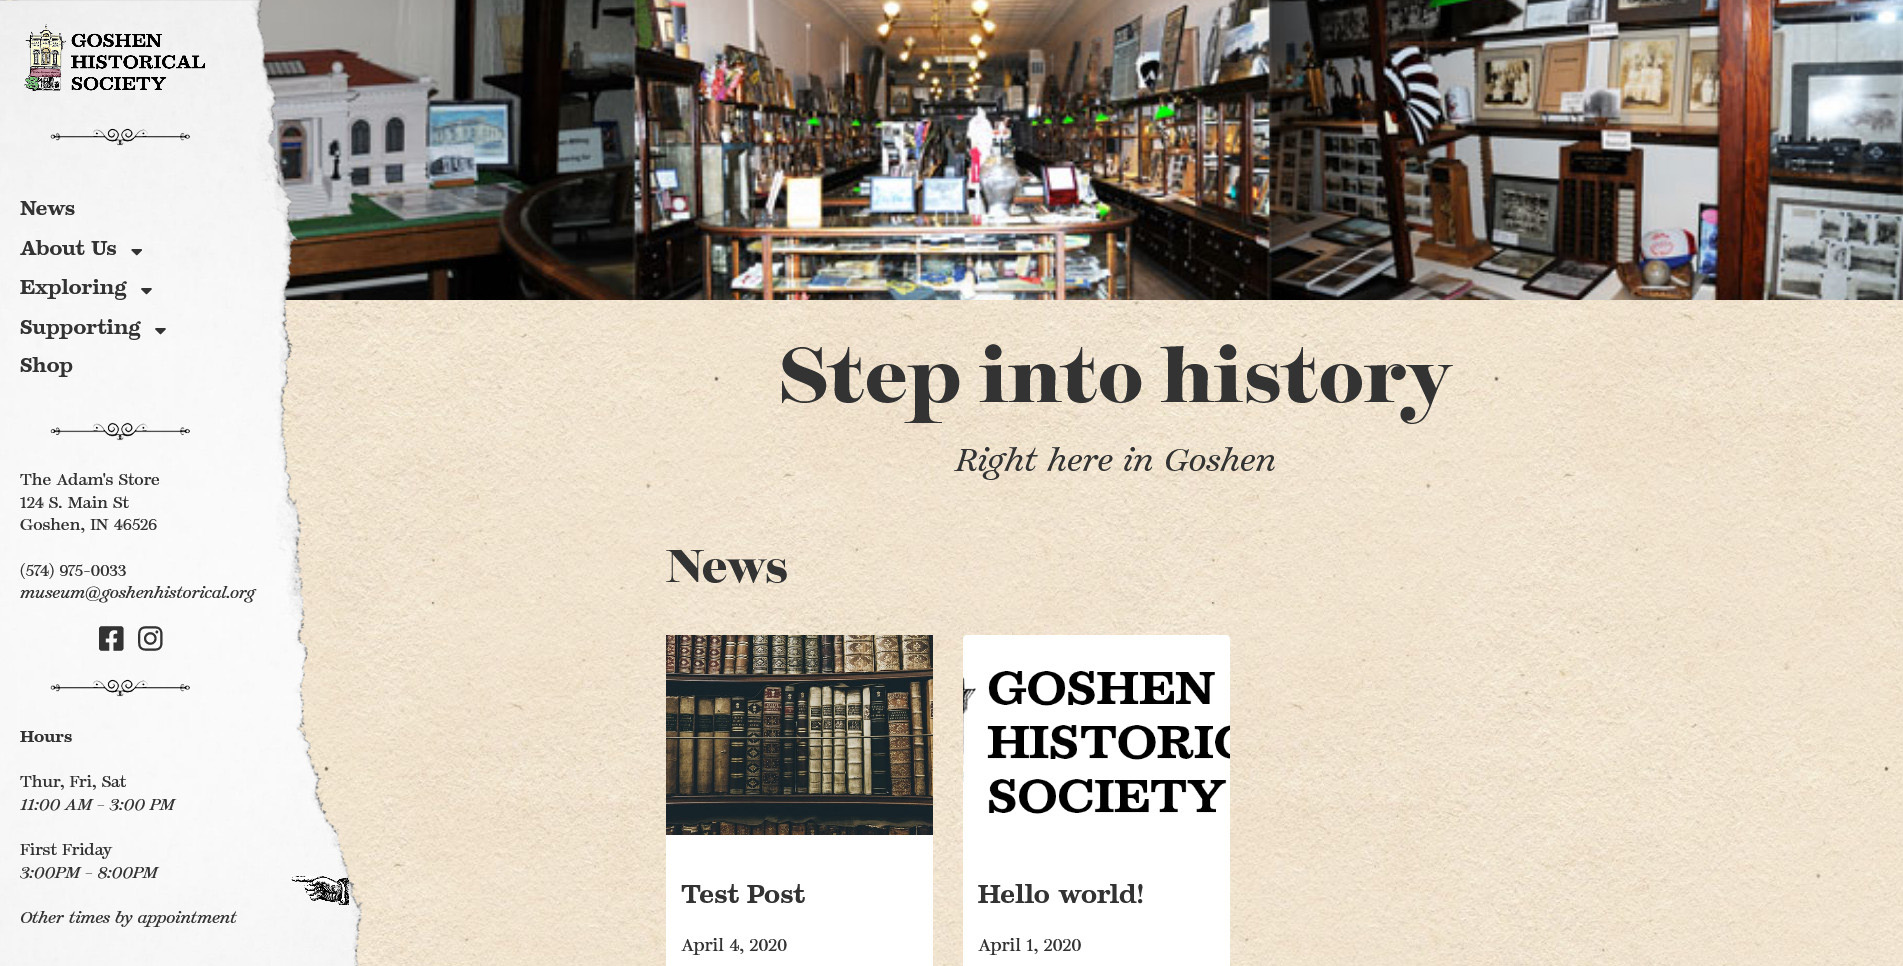 GOSHEN
HISTORICAL
SOCIETY
News
About Us
Exploring
Supporting
Shop
The Adam's Store
124 S. Main St
Goshen, IN 46526
(574) 975-0033
museum@goshenhistorical.org
Hours
Thur, Fri, Sat
11:00 AM - 3:00 PM
First Friday
3:00PM - 8:00PM
Other times by appointment
Step into history
Right here in Goshen
News
Test Post
April 4, 2020
GOSHEN
HISTORIC
SOCIETY
Hello world!
April 1, 2020